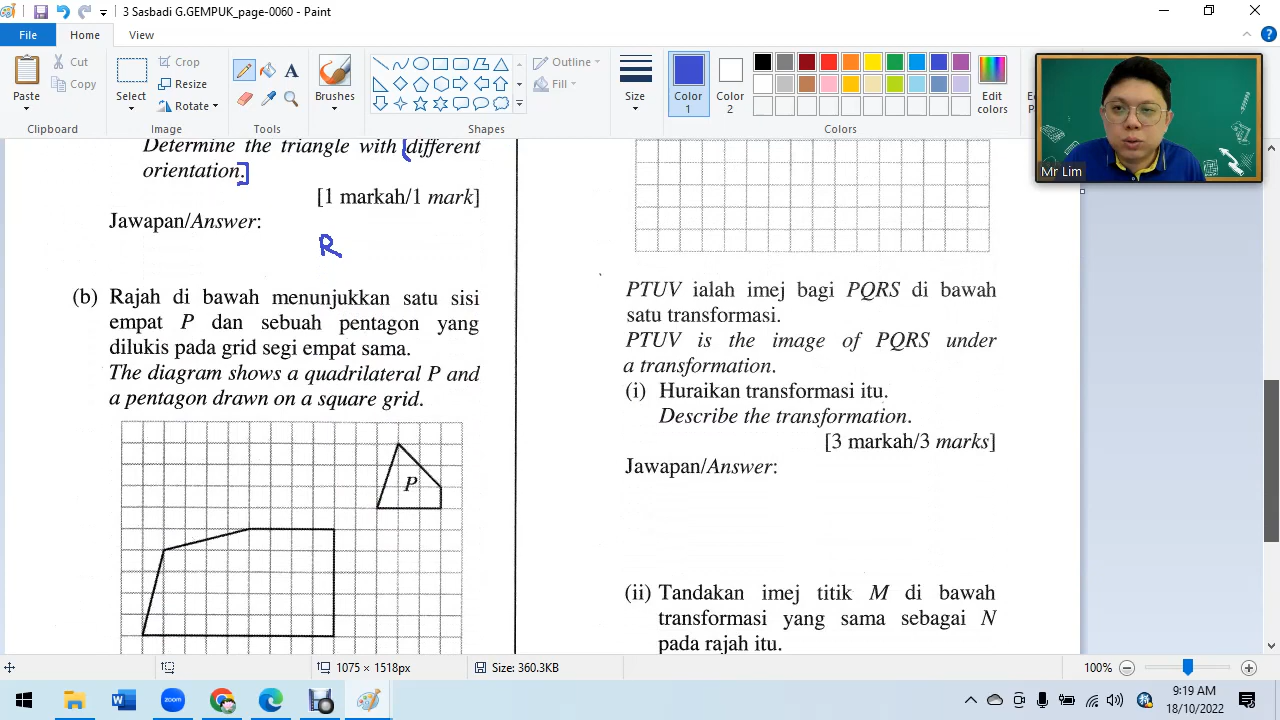 3 Sasbadi G.GEMPUK_page-0060 - Paint
File Home View
Paste
Cut
Copy
Clipboard
Select
Crop
Resize
Rotate
Image
A
Tools
Brushes
Shapes
Outline
Fill
Size
Color 1
Color 2
Colors
Edit colors
Mr Lim
Determine the triangle with (different
orientation.]
[1 markah/1 mark]
Jawapan/Answer:
R
(b) Rajah di bawah menunjukkan satu sisi
empat P dan sebuah pentagon yang
dilukis pada grid segi empat sama.
The diagram shows a quadrilateral P and
a pentagon drawn on a square grid.
P
PTUV ialah imej bagi PQRS di bawah
satu transformasi.
PTUV is the image of PQRS under
a transformation.
(i) Huraikan transformasi itu.
Describe the transformation.
[3 markah/3 marks]
Jawapan/Answer:
(ii) Tandakan imej titik M di bawah
transformasi yang sama sebagai N
pada rajah itu.
1075 × 1518px
Size: 360.3KB
100%
W
zoom
9:19 AM
18/10/2022